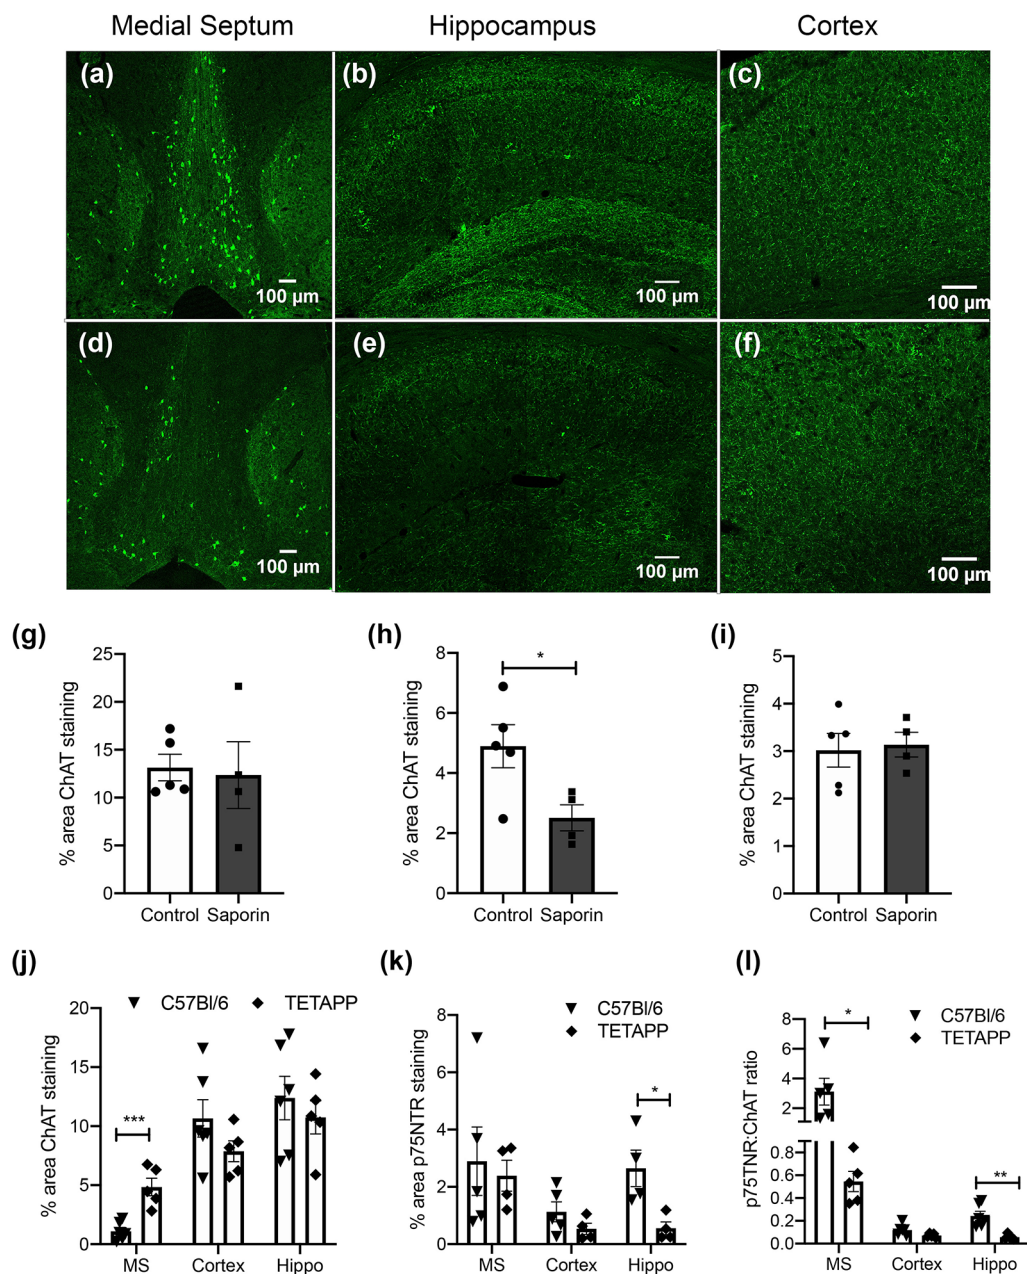 Medial Septum Hippocampus Cortex
(a) (b) (c)
100 µm 100 µm 100 µm
(d) (e) (f)
100 µm 100 µm 100 µm
(g) (h) (i)
% area ChAT staining
25
20
15
10
5
0
Control Saporin
% area ChAT staining
8
6
4
2
0
*
Control Saporin
% area ChAT staining
5
4
3
2
1
0
Control Saporin
(j) (k) (l)
C57Bl/6 TETAPP
% area ChAT staining
20
15
10
5
0
***
MS Cortex Hippo
C57Bl/6
TETAPP
% area p75NTR staining
8
6
4
2
0
*
MS Cortex Hippo
C57Bl/6
TETAPP
p75TNR:ChAT ratio
8
6
4
2
0.8
0.6
0.4
0.2
0.0
*
**
MS Cortex Hippo